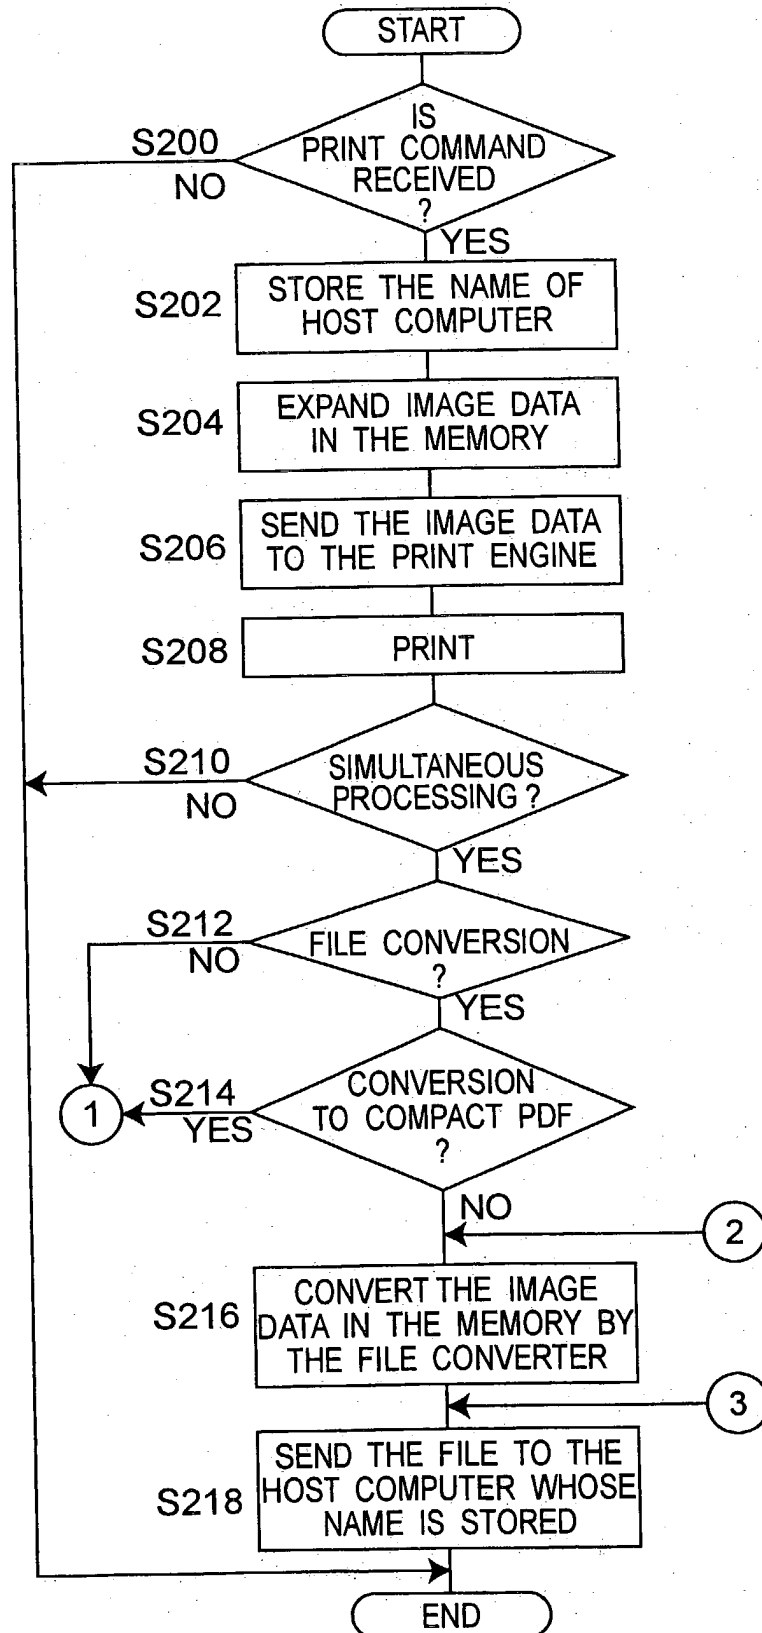 START
IS
PRINT COMMAND
RECEIVED
?
S200
NO
YES
S202
STORE THE NAME OF
HOST COMPUTER
S204
EXPAND IMAGE DATA
IN THE MEMORY
S206
SEND THE IMAGE DATA
TO THE PRINT ENGINE
S208
PRINT
S210
NO
SIMULTANEOUS
PROCESSING ?
YES
S212
NO
FILE CONVERSION
?
YES
1
S214
YES
CONVERSION
TO COMPACT PDF
?
NO
2
S216
CONVERT THE IMAGE
DATA IN THE MEMORY BY
THE FILE CONVERTER
3
S218
SEND THE FILE TO THE
HOST COMPUTER WHOSE
NAME IS STORED
END